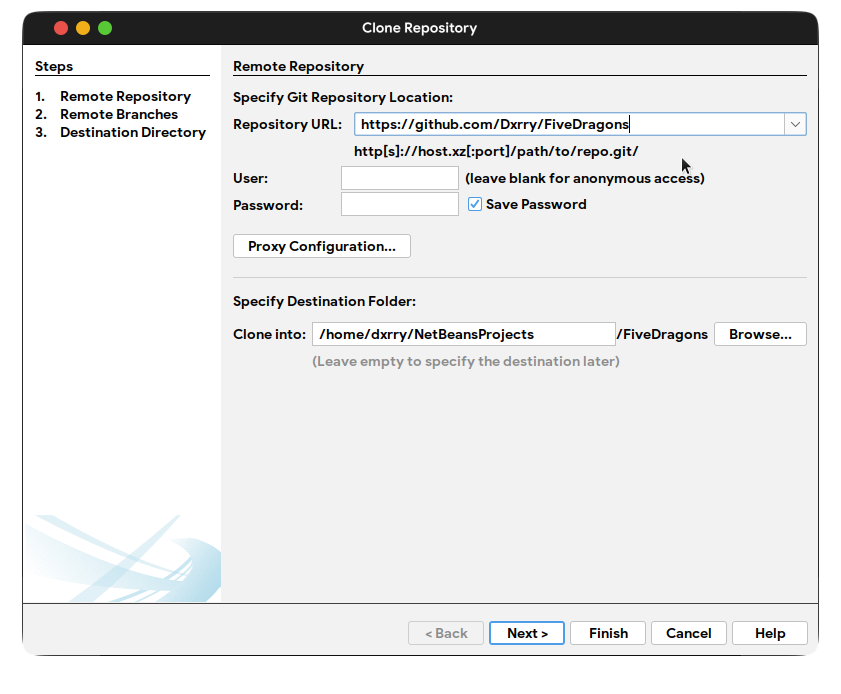 Clone Repository
Steps
1. Remote Repository
2. Remote Branches
3. Destination Directory
Remote Repository
Specify Git Repository Location:
Repository URL: https://github.com/Dxrry/FiveDragons
http[s]://host.xz[:port]/path/to/repo.git/
User: (leave blank for anonymous access)
Password: Save Password
Proxy Configuration...
Specify Destination Folder:
Clone into: /home/dxrry/NetBeansProjects /FiveDragons Browse...
(Leave empty to specify the destination later)
< Back Next > Finish Cancel Help